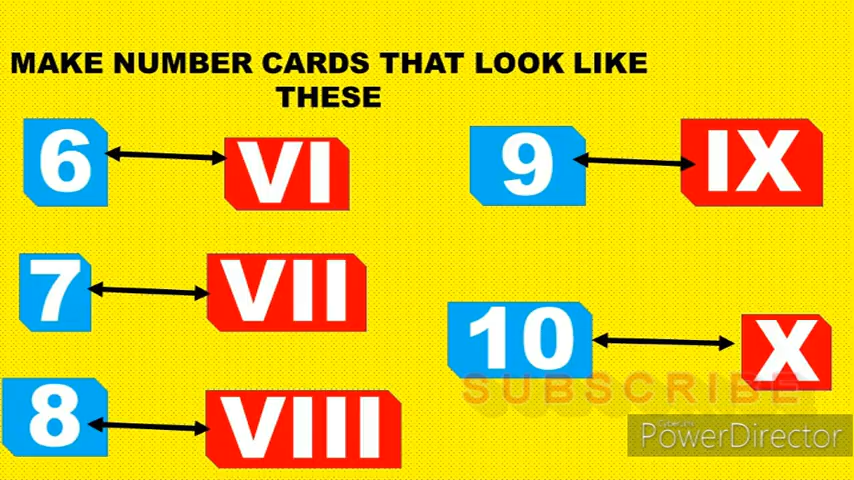 MAKE NUMBER CARDS THAT LOOK LIKE
THESE
6 VI
9 IX
7 VII
10 X
8 VIII
SUBSCRIBE
PowerDirector